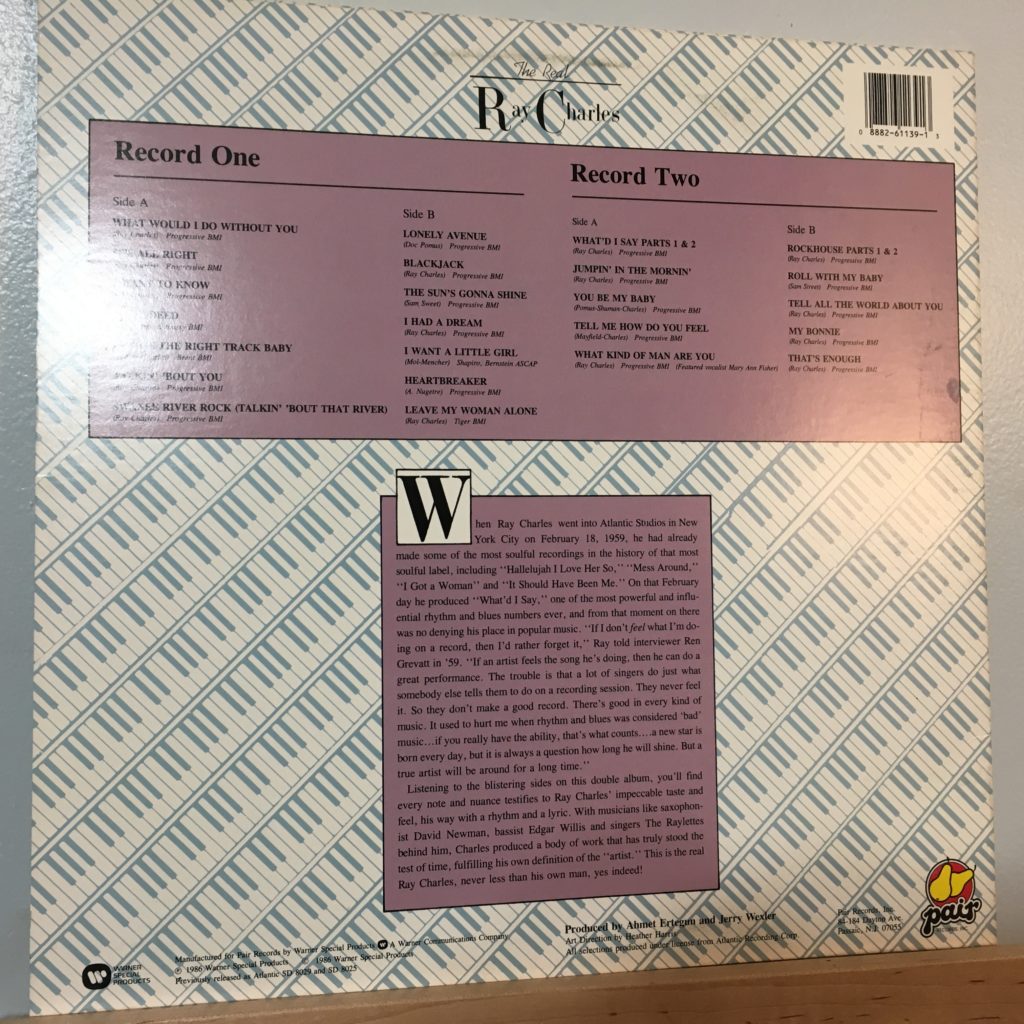 The Real
Ray Charles
0 8882-61139-1 3
Record One
Side A
WHAT WOULD I DO WITHOUT YOU
(Ray Charles) Progressive BMI
ALL RIGHT
Progressive BMI
TO KNOW
Progressive BMI
BMI
THE RIGHT TRACK BABY
BMI
'BOUT YOU
Progressive BMI
SWANEE RIVER ROCK (TALKIN' 'BOUT THAT RIVER)
(Ray Charles) Progressive BMI
Side B
LONELY AVENUE
(Doc Pomus) Progressive BMI
BLACKJACK
(Ray Charles) Progressive BMI
THE SUN'S GONNA SHINE
(Sam Sweet) Progressive BMI
I HAD A DREAM
(Ray Charles) Progressive BMI
I WANT A LITTLE GIRL
(Mol-Mencher) Shapiro, Bernstein ASCAP
HEARTBREAKER
(A. Nugetre) Progressive BMI
LEAVE MY WOMAN ALONE
(Ray Charles) Tiger BMI
Record Two
Side A
WHAT'D I SAY PARTS 1 & 2
(Ray Charles) Progressive BMI
JUMPIN' IN THE MORNIN'
(Ray Charles) Progressive BMI
YOU BE MY BABY
(Pomus-Shuman-Charles) Progressive BMI
TELL ME HOW DO YOU FEEL
(Mayfield-Charles) Progressive BMI
WHAT KIND OF MAN ARE YOU
(Ray Charles) Progressive BMI (Featured vocalist Mary Ann Fisher)
Side B
ROCKHOUSE PARTS 1 & 2
(Ray Charles) Progressive BMI
ROLL WITH MY BABY
(Sam Street) Progressive BMI
TELL ALL THE WORLD ABOUT YOU
(Ray Charles) Progressive BMI
MY BONNIE
(Ray Charles) Progressive BMI
THAT'S ENOUGH
(Ray Charles) Progressive BMI
When Ray Charles went into Atlantic Studios in New
York City on February 18, 1959, he had already
made some of the most soulful recordings in the history of that most
soulful label, including "Hallelujah I Love Her So," "Mess Around,"
"I Got a Woman" and "It Should Have Been Me." On that February
day he produced "What'd I Say," one of the most powerful and influ-
ential rhythm and blues numbers ever, and from that moment on there
was no denying his place in popular music. "If I don't feel what I'm do-
ing on a record, then I'd rather forget it," Ray told interviewer Ren
Grevatt in '59. "If an artist feels the song he's doing, then he can do a
great performance. The trouble is that a lot of singers do just what
somebody else tells them to do on a recording session. They never feel
it. So they don't make a good record. There's good in every kind of
music. It used to hurt me when rhythm and blues was considered 'bad'
music...if you really have the ability, that's what counts....a new star is
born every day, but it is always a question how long he will shine. But a
true artist will be around for a long time."
Listening to the blistering sides on this double album, you'll find
every note and nuance testifies to Ray Charles' impeccable taste and
feel, his way with a rhythm and a lyric. With musicians like saxophon-
ist David Newman, bassist Edgar Willis and singers The Raylettes
behind him, Charles produced a body of work that has truly stood the
test of time, fulfilling his own definition of the "artist." This is the real
Ray Charles, never less than his own man, yes indeed!
WARNER
SPECIAL
PRODUCTS
Manufactured for Pair Records by Warner Special Products A Warner Communications Company
℗ 1986 Warner Special Products © 1986 Warner Special Products
Previously released as Atlantic SD 8029 and SD 8025
Produced by Ahmet Ertegun and Jerry Wexler
Art Direction by Heather Harris
All selections produced under license from Atlantic Recording Corp.
Pair Records, Inc.
84-184 Dayton Ave.
Passaic, N.J. 07055
pair
RECORDS, INC.